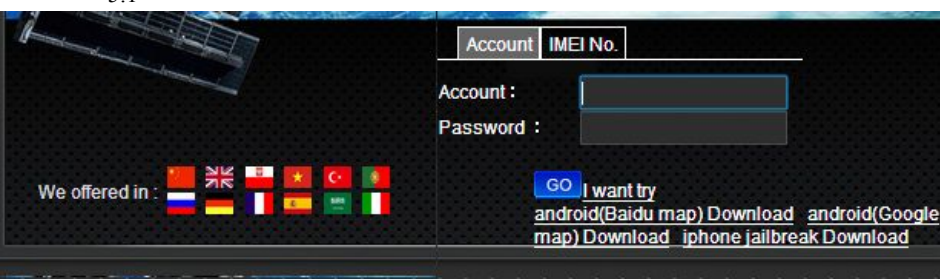 Account IMEI No.
Account :
Password :
We offered in :
GO I want try
android(Baidu map) Download android(Google
map) Download iphone jailbreak Download